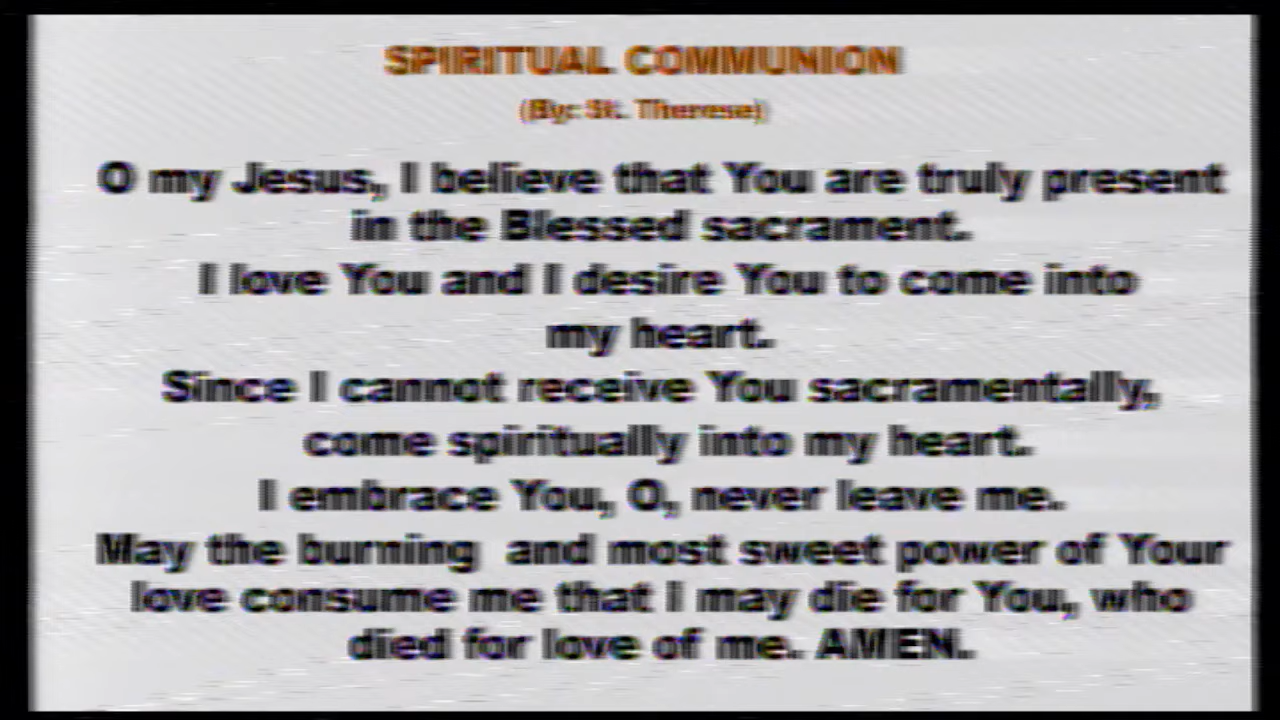 SPIRITUAL COMMUNION
(By: St. Therese)
O my Jesus, I believe that You are truly present
in the Blessed sacrament.
I love You and I desire You to come into
my heart.
Since I cannot receive You sacramentally,
come spiritually into my heart.
I embrace You, O, never leave me.
May the burning  and most sweet power of Your
love consume me that I may die for You, who
died for love of me. AMEN.